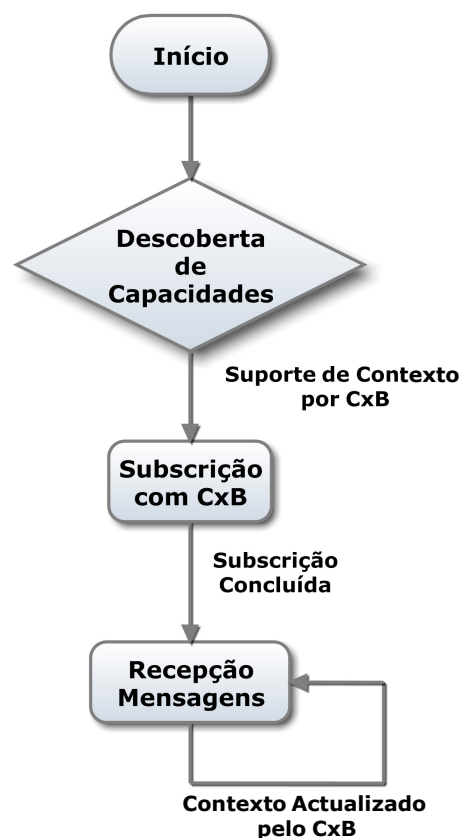 Início
Descoberta
de
Capacidades
Suporte de Contexto
por CxB
Subscrição
com CxB
Subscrição
Concluída
Recepção
Mensagens
Contexto Actualizado
pelo CxB